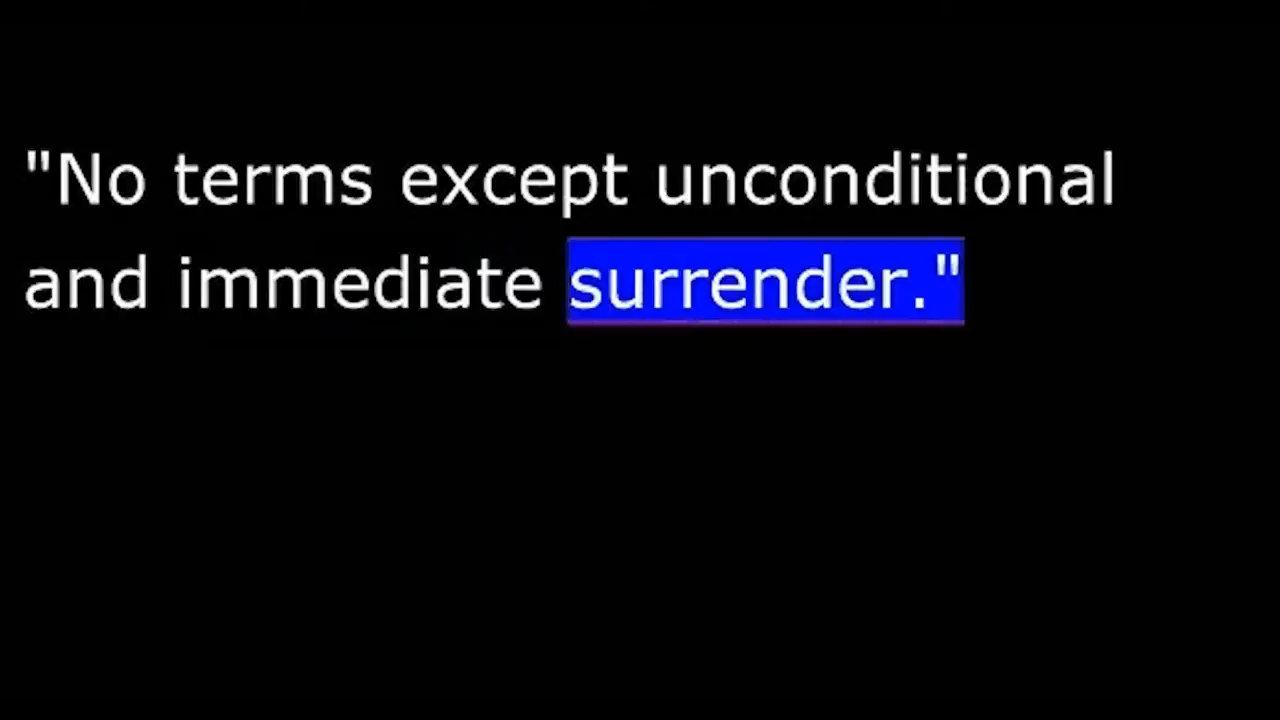 "No terms except unconditional
and immediate surrender."